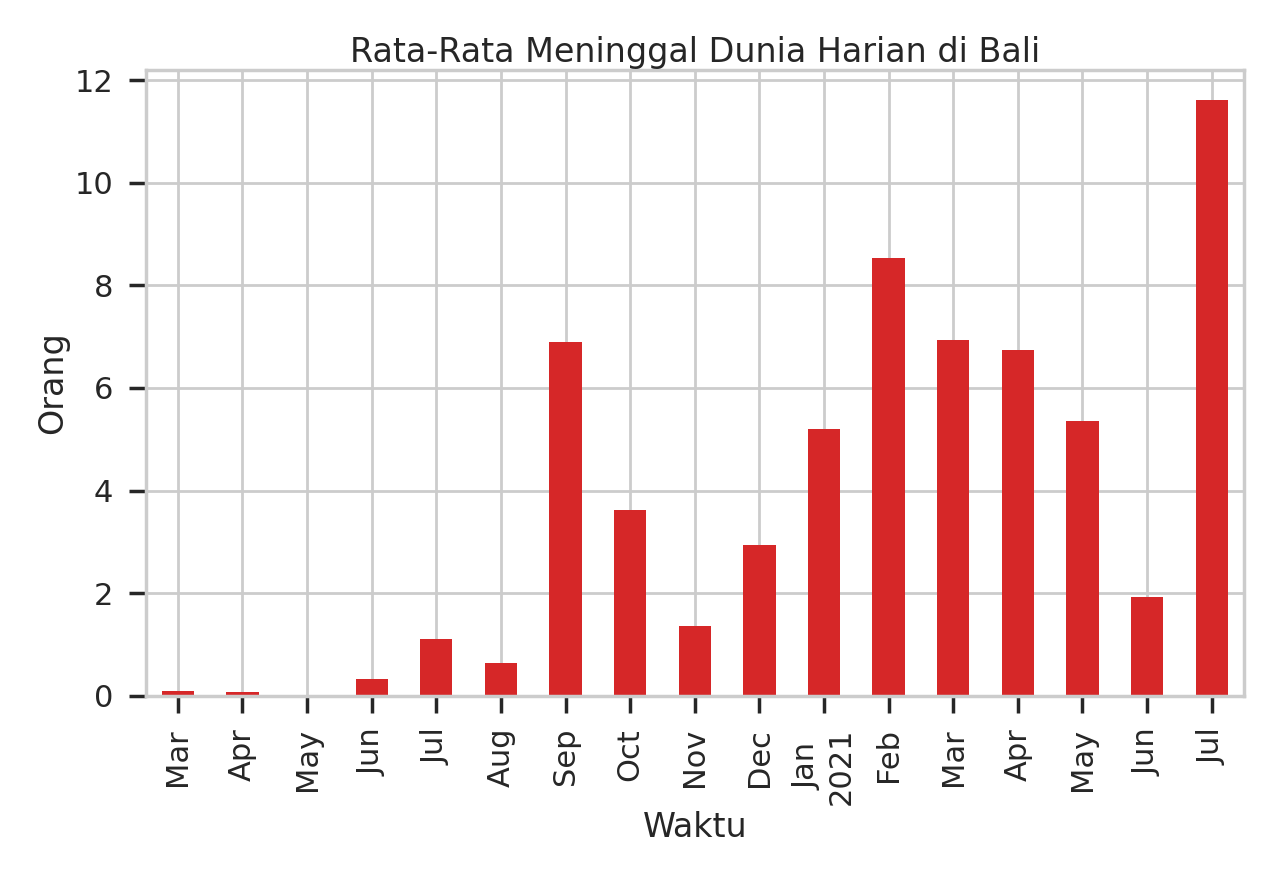 Rata-Rata Meninggal Dunia Harian di Bali
12
10
8
6
4
2
0
Orang
Mar
Apr
May
Jun
Jul
Aug
Sep
Oct
Nov
Dec
Jan
2021
Feb
Mar
Apr
May
Jun
Jul
Waktu